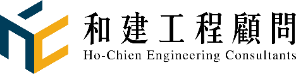 和建工程顧問
Ho-Chien Engineering Consultants